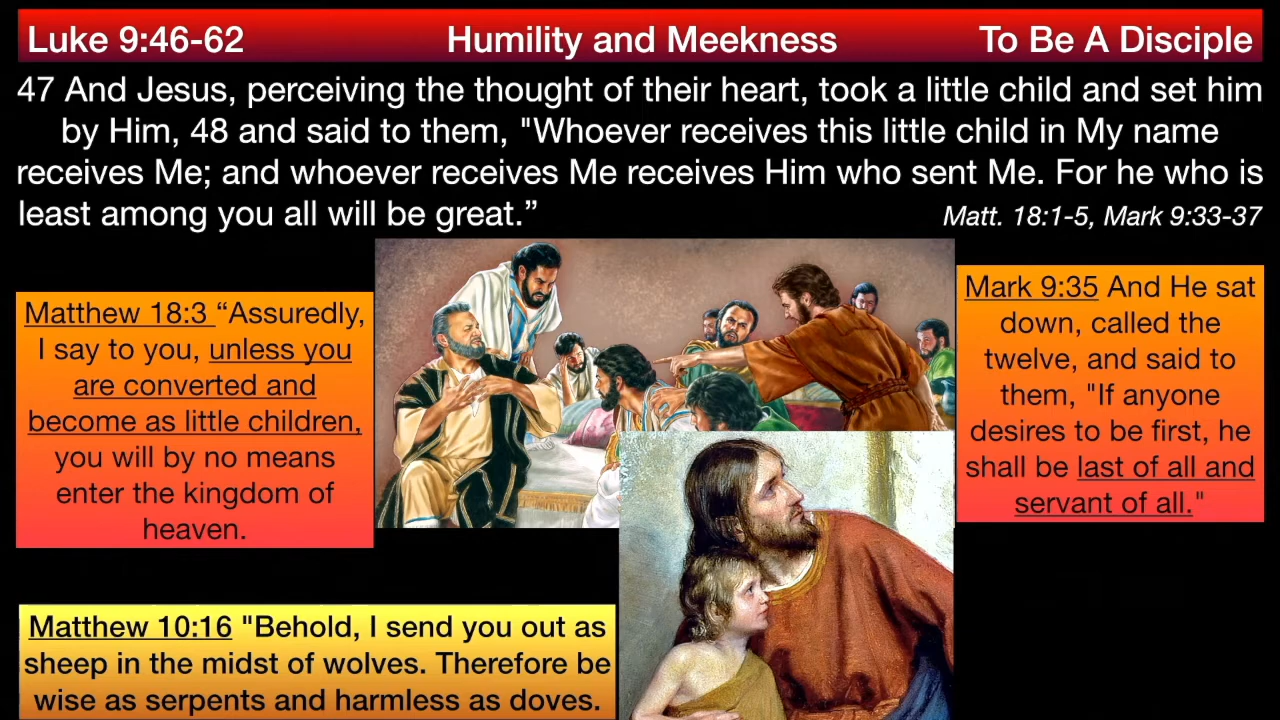 Luke 9:46-62 Humility and Meekness To Be A Disciple
47 And Jesus, perceiving the thought of their heart, took a little child and set him
by Him, 48 and said to them, "Whoever receives this little child in My name
receives Me; and whoever receives Me receives Him who sent Me. For he who is
least among you all will be great.” Matt. 18:1-5, Mark 9:33-37
Matthew 18:3 “Assuredly,
I say to you, unless you
are converted and
become as little children,
you will by no means
enter the kingdom of
heaven.
Mark 9:35 And He sat
down, called the
twelve, and said to
them, "If anyone
desires to be first, he
shall be last of all and
servant of all."
Matthew 10:16 "Behold, I send you out as
sheep in the midst of wolves. Therefore be
wise as serpents and harmless as doves.